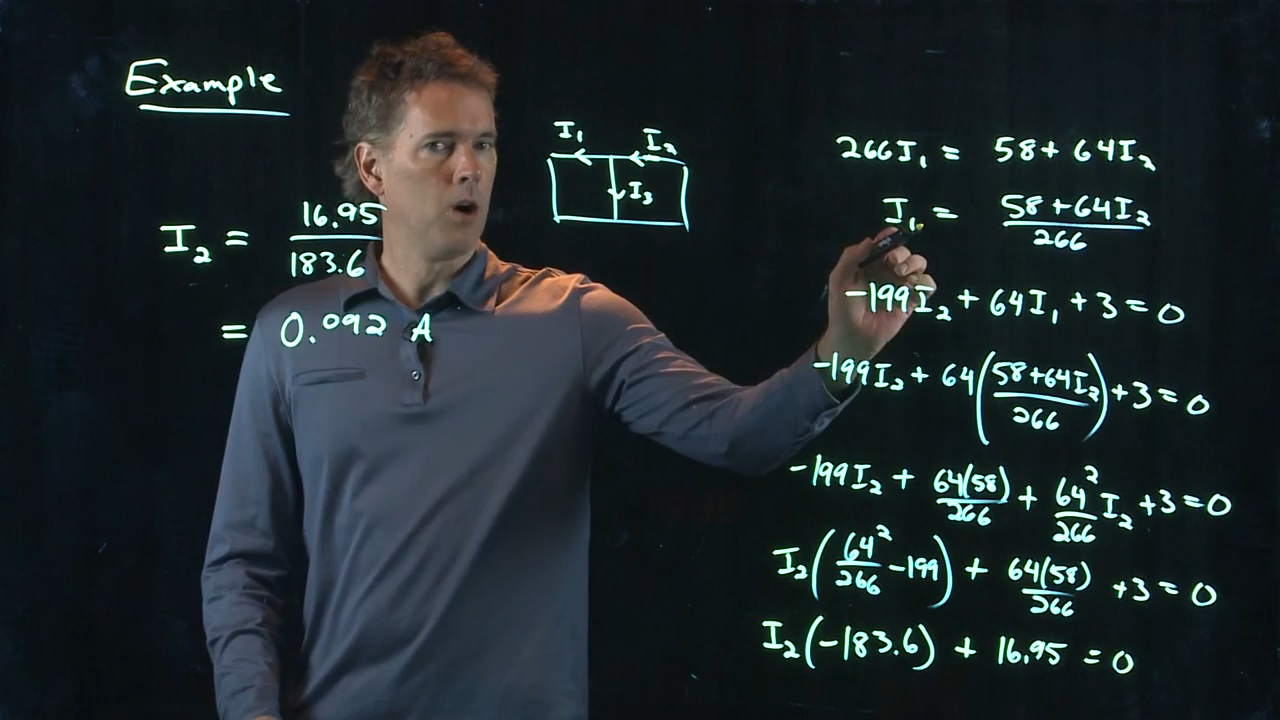 Example
I₂ = 16.95/183.6
= 0.092 A
I₁ I₂
I₃
266I₁ = 58 + 64I₂
I₁ = (58 + 64I₂)/266
-199I₂ + 64I₁ + 3 = 0
-199I₂ + 64((58 + 64I₂)/266) + 3 = 0
-199I₂ + 64(58)/266 + 64²/266 I₂ + 3 = 0
I₂(64²/266 - 199) + 64(58)/266 + 3 = 0
I₂(-183.6) + 16.95 = 0